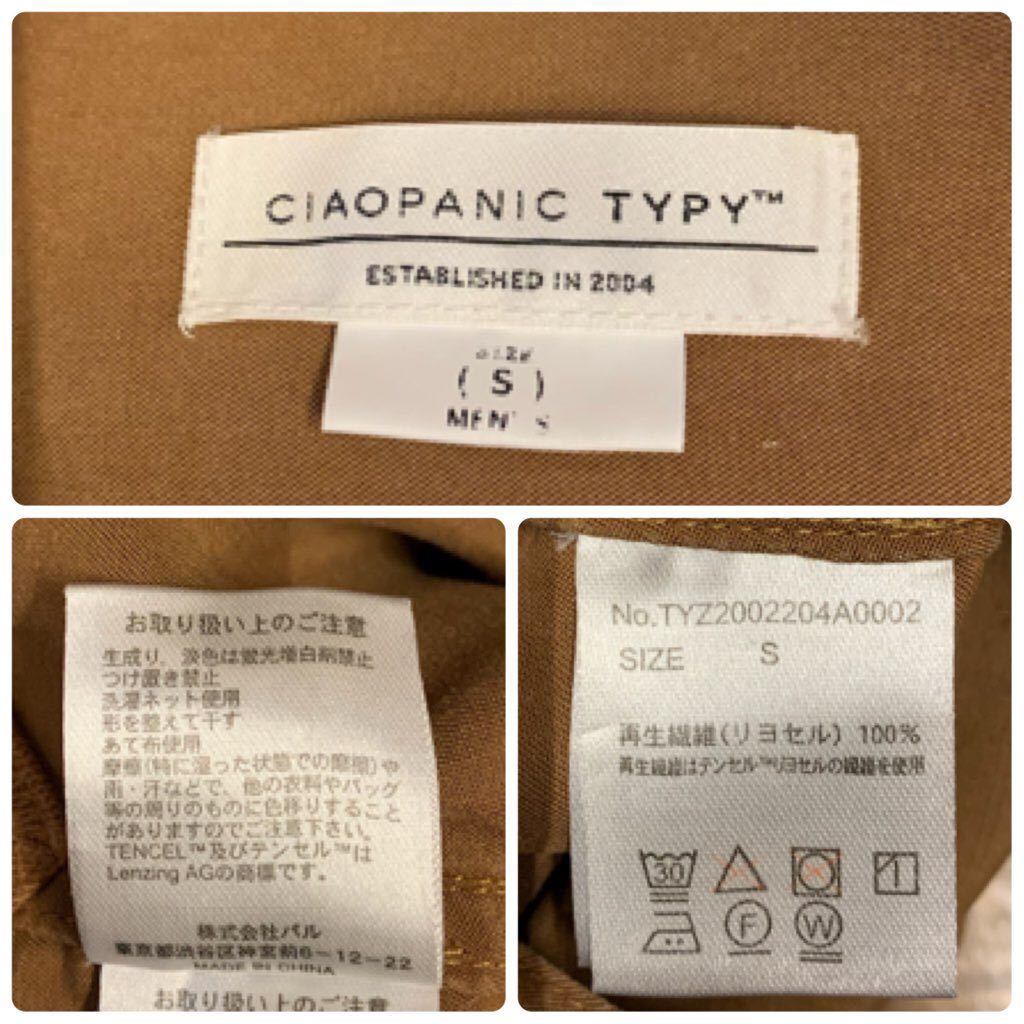 CIAOPANIC TYPY™
ESTABLISHED IN 2004
SIZE
( S )
MEN'S
お取り扱い上のご注意
生成り、淡色は蛍光増白剤禁止
つけ置き禁止
洗濯ネット使用
形を整えて干す
あて布使用
摩擦(特に湿った状態での摩擦)や
雨・汗などで、他の衣料やバッグ
等の周りのものに色移りすること
がありますのでご注意下さい。
TENCEL™及びテンセル™は
Lenzing AGの商標です。
株式会社パル
東京都渋谷区神宮前6-12-22
MADE IN CHINA
お取り扱い上のご注意
No.TYZ2002204A0002
SIZE S
再生繊維(リヨセル) 100%
再生繊維はテンセル™リヨセルの繊維を使用
30
F W